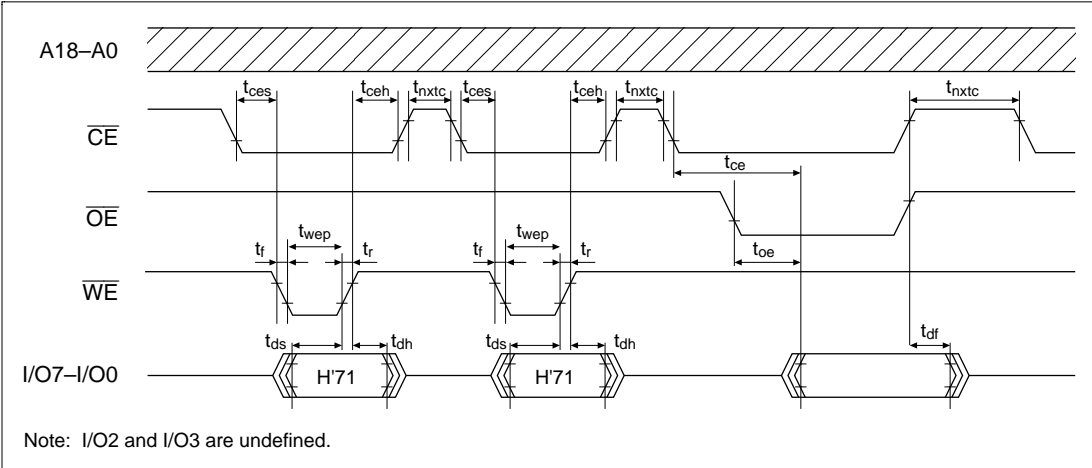 A18–A0
tces tceh tnxtc tces tceh tnxtc tnxtc
CE
tce
OE
twep twep
tf tr tf tr toe
WE
tds tdh tds tdh tdf
I/O7–I/O0 H'71 H'71
Note: I/O2 and I/O3 are undefined.